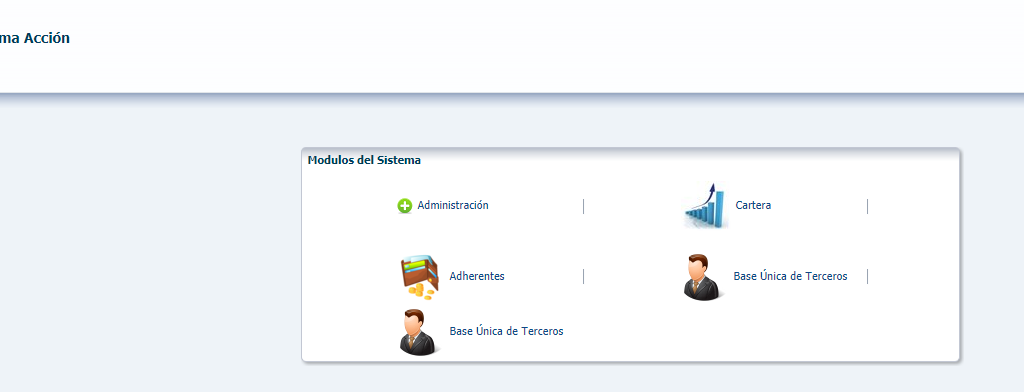 ma Acción
Modulos del Sistema
Administración
Cartera
Adherentes
Base Única de Terceros
Base Única de Terceros